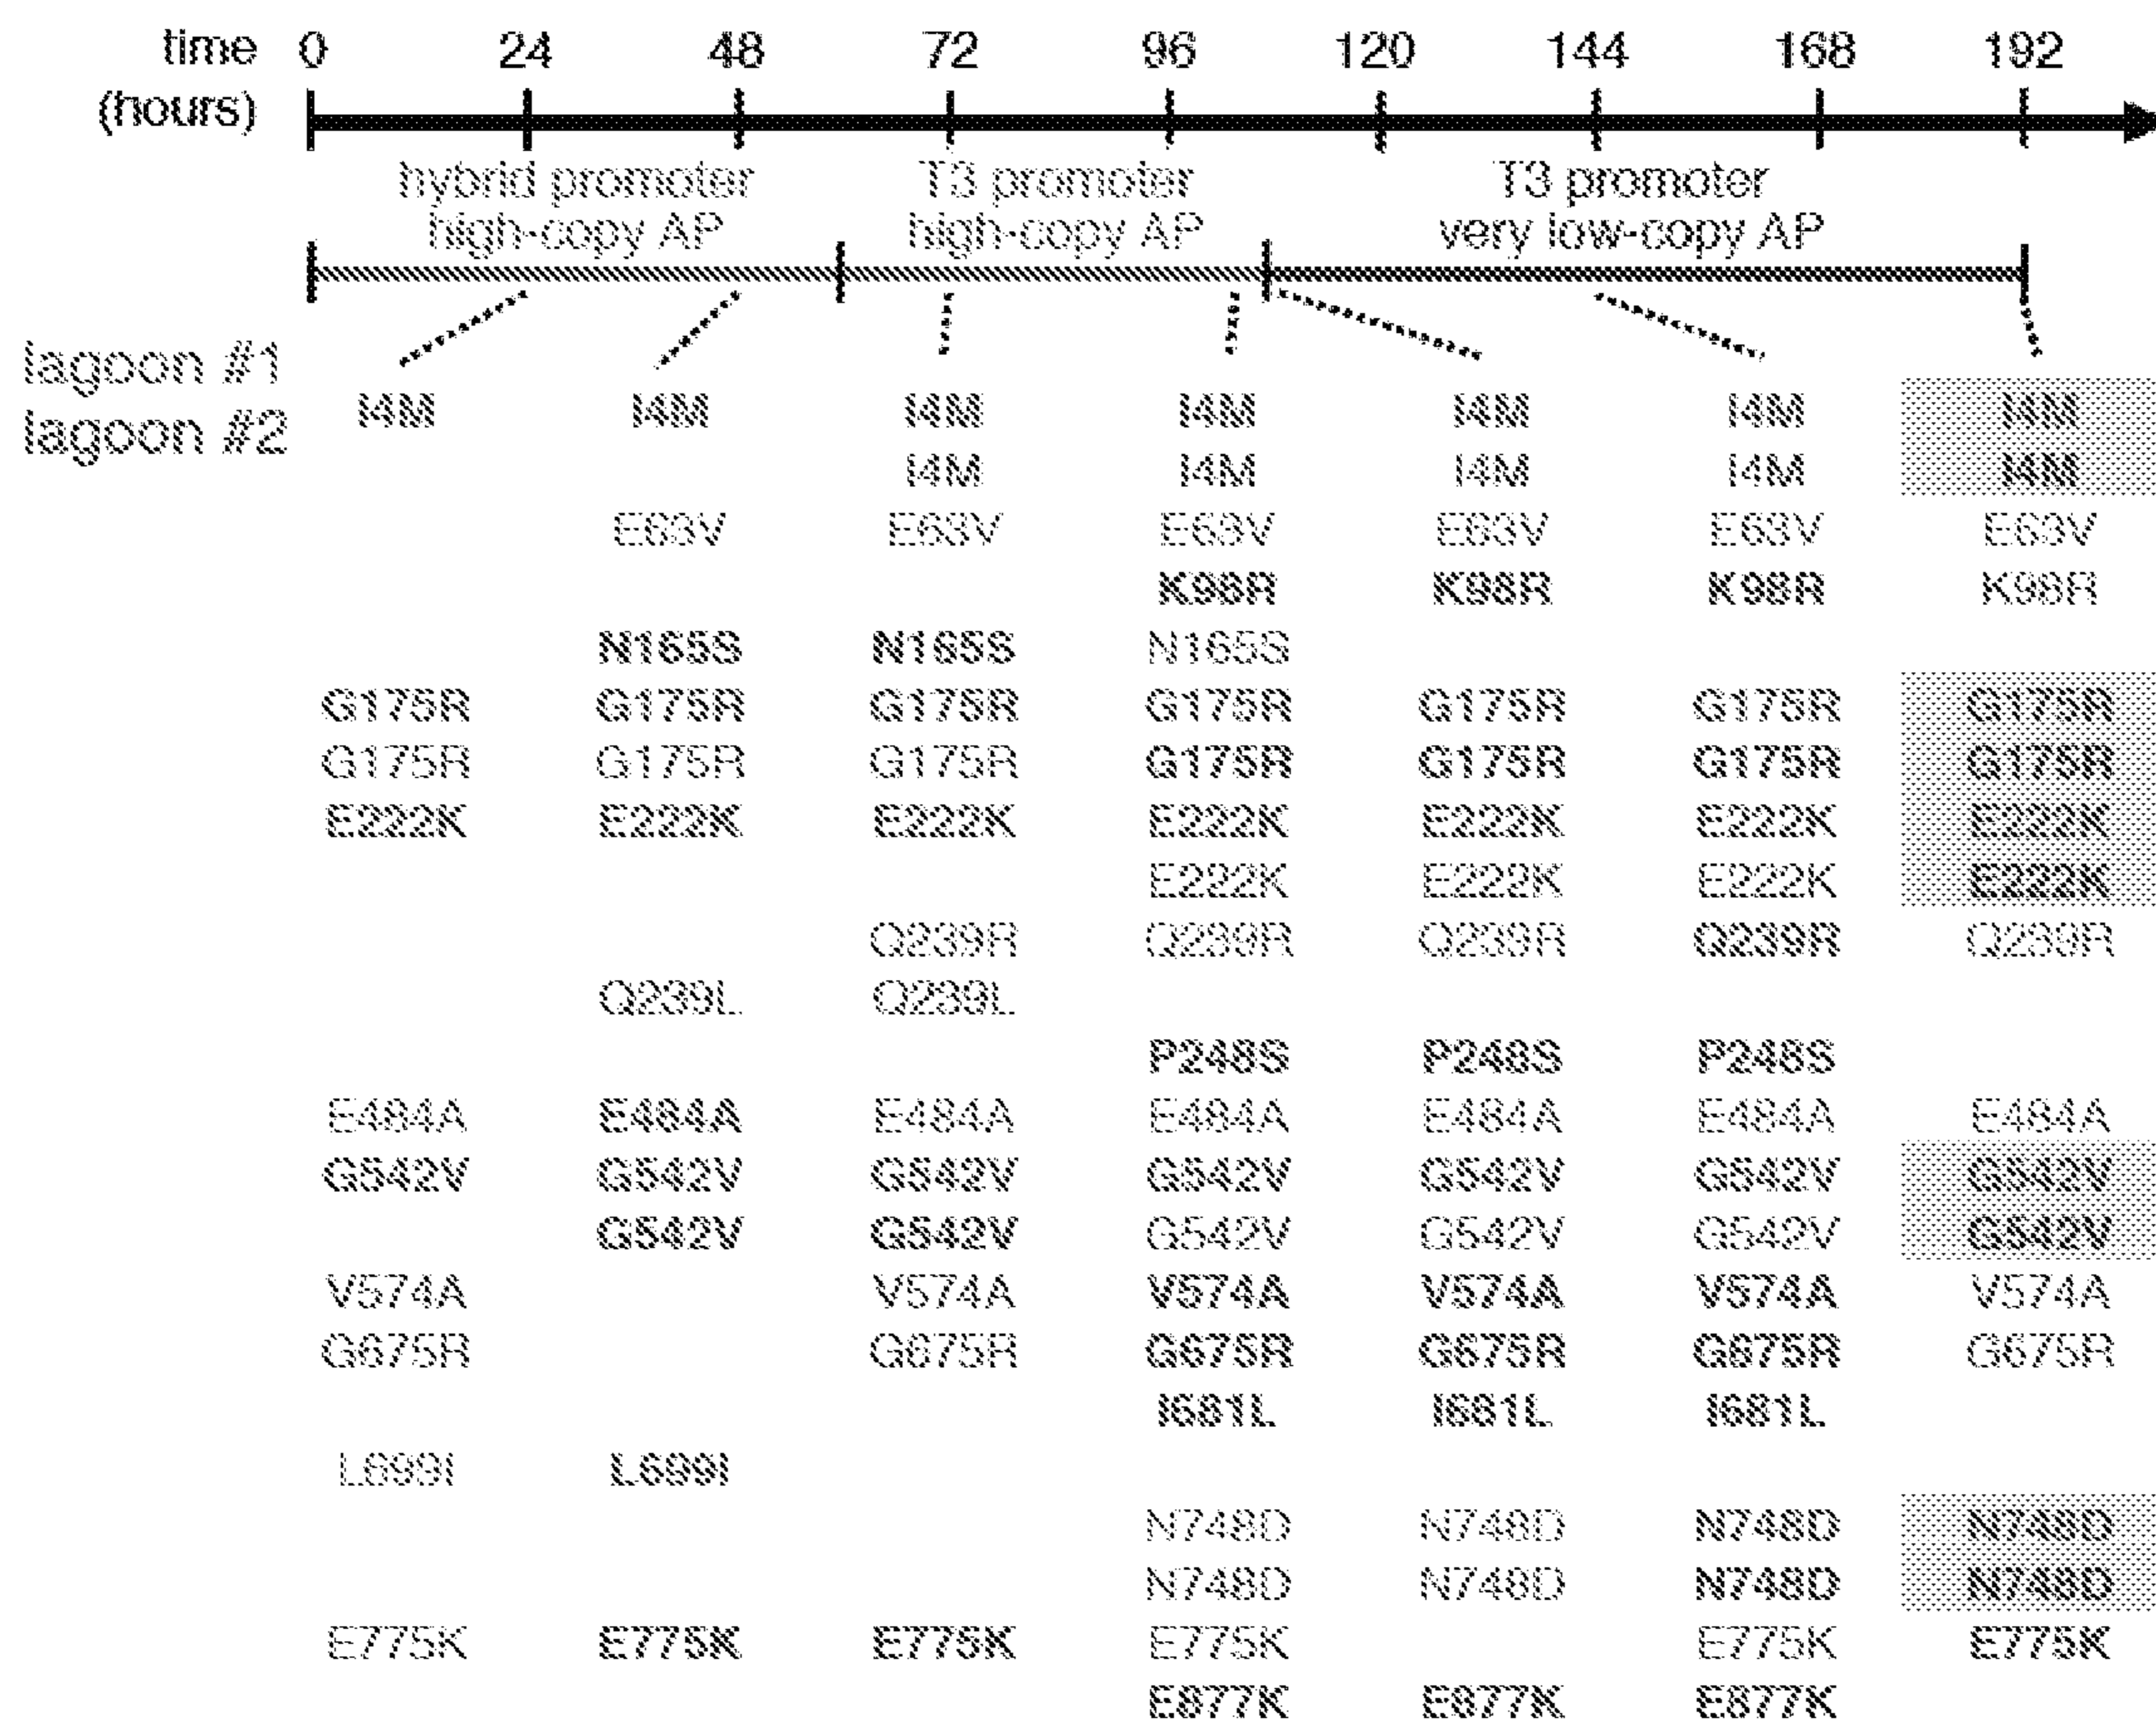 time 0 24 48 72 96 120 144 168 192
(hours)
hybrid promoter T3 promoter T3 promoter
high-copy AP high-copy AP very low-copy AP
lagoon #1
lagoon #2
I4M I4M I4M I4M I4M I4M I4M
I4M I4M I4M I4M I4M
E63V E63V E63V E63V E63V E63V
K98R K98R K98R K98R
N165S N165S N165S
G175R G175R G175R G175R G175R G175R G175R
G175R G175R G175R G175R G175R G175R G175R
E222K E222K E222K E222K E222K E222K E222K
E222K E222K E222K E222K
Q239R Q239R Q239R Q239R Q239R
Q239L Q239L
P248S P248S P248S
E484A E484A E484A E484A E484A E484A E484A
G542V G542V G542V G542V G542V G542V G542V
G542V G542V G542V G542V G542V G542V
V574A V574A V574A V574A V574A V574A
G675R G675R G675R G675R G675R G675R
I681L I681L I681L
L699I L699I
N748D N748D N748D N748D
N748D N748D N748D N748D
E775K E775K E775K E775K E775K E775K
E877K E877K E877K